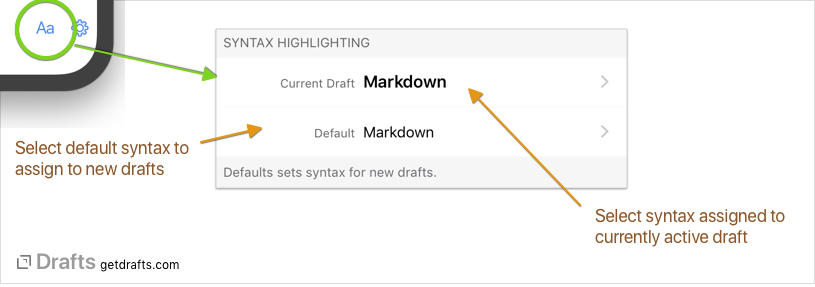 Aa
SYNTAX HIGHLIGHTING
Current Draft Markdown
Default Markdown
Defaults sets syntax for new drafts.
Select default syntax to
assign to new drafts
Select syntax assigned to
currently active draft
Drafts getdrafts.com